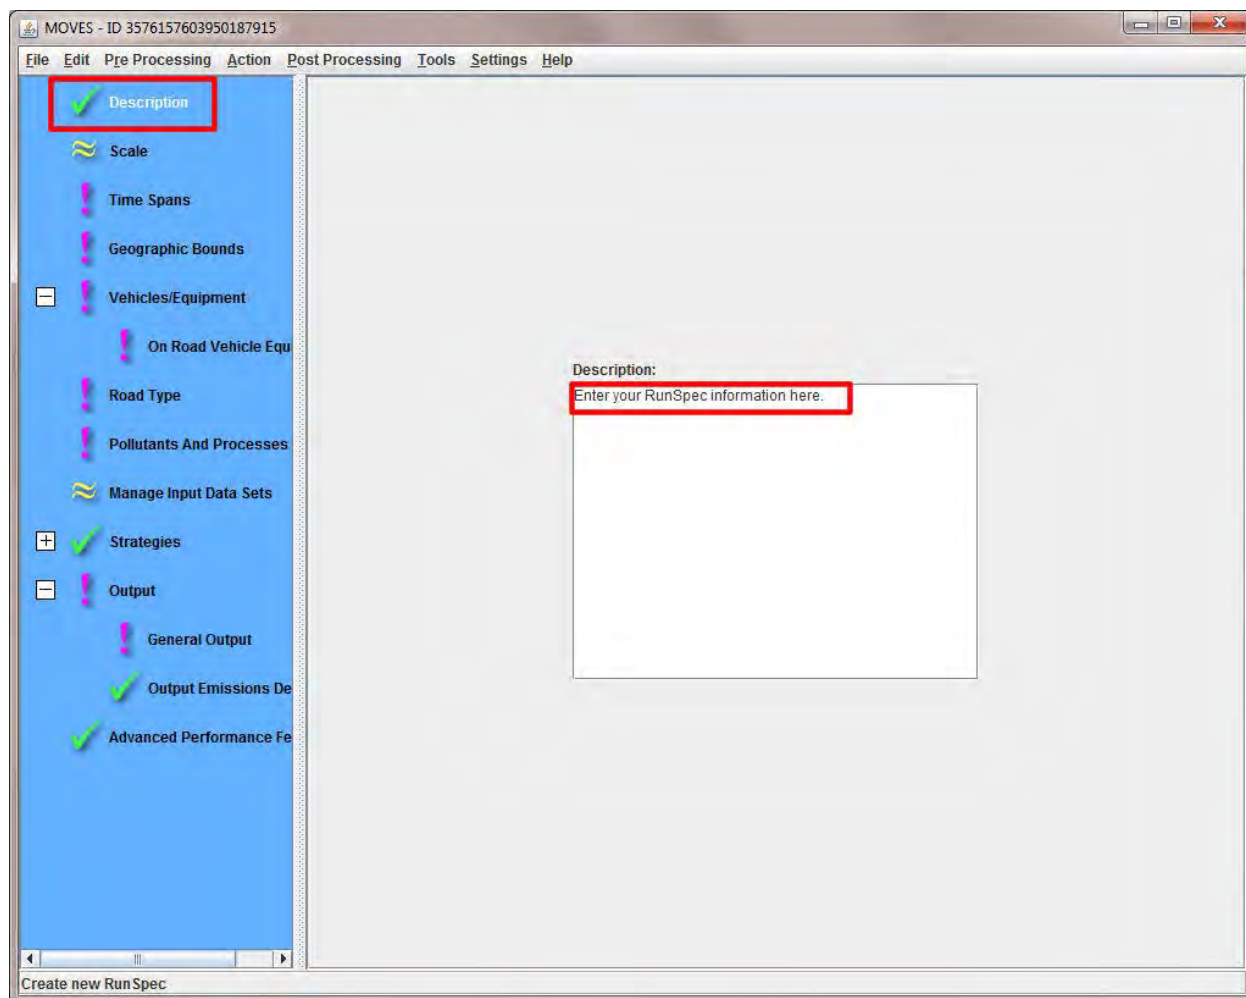 MOVES - ID 3576157603950187915
File Edit Pre Processing Action Post Processing Tools Settings Help
Description
Scale
Time Spans
Geographic Bounds
Vehicles/Equipment
On Road Vehicle Equ
Road Type
Pollutants And Processes
Manage Input Data Sets
Strategies
Output
General Output
Output Emissions De
Advanced Performance Fe
Description:
Enter your RunSpec information here.
Create new RunSpec